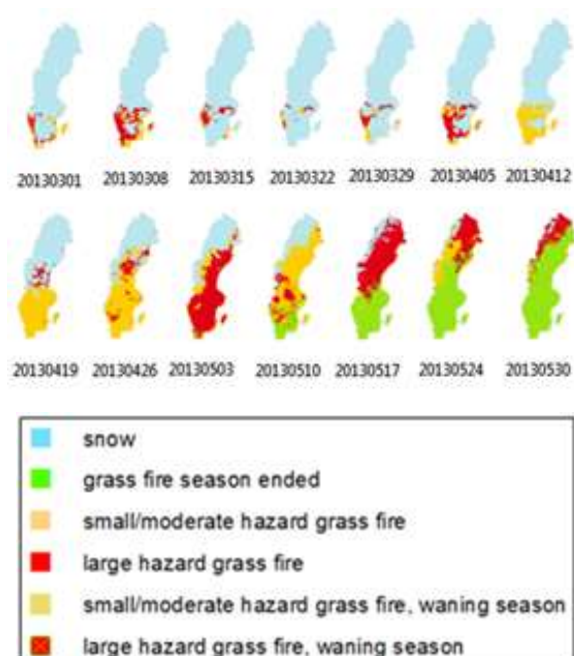 20130301 20130308 20130315 20130322 20130329 20130405 20130412
20130419 20130426 20130503 20130510 20130517 20130524 20130530
snow
grass fire season ended
small/moderate hazard grass fire
large hazard grass fire
small/moderate hazard grass fire, waning season
large hazard grass fire, waning season